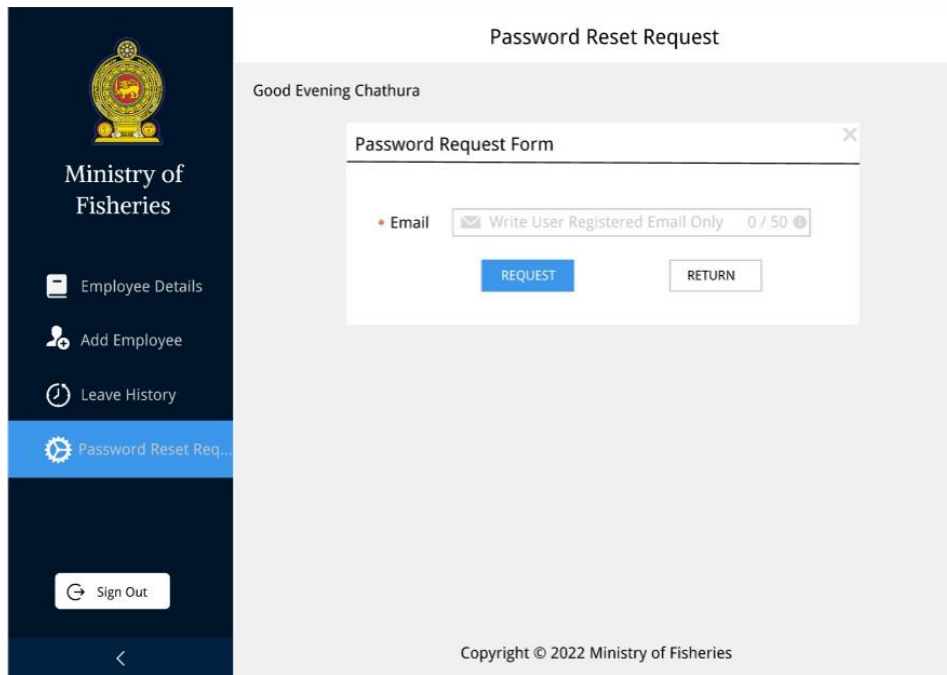 Ministry of
Fisheries
Employee Details
Add Employee
Leave History
Password Reset Req...
Sign Out
Password Reset Request
Good Evening Chathura
Password Request Form
* Email Write User Registered Email Only 0 / 50
REQUEST RETURN
Copyright © 2022 Ministry of Fisheries